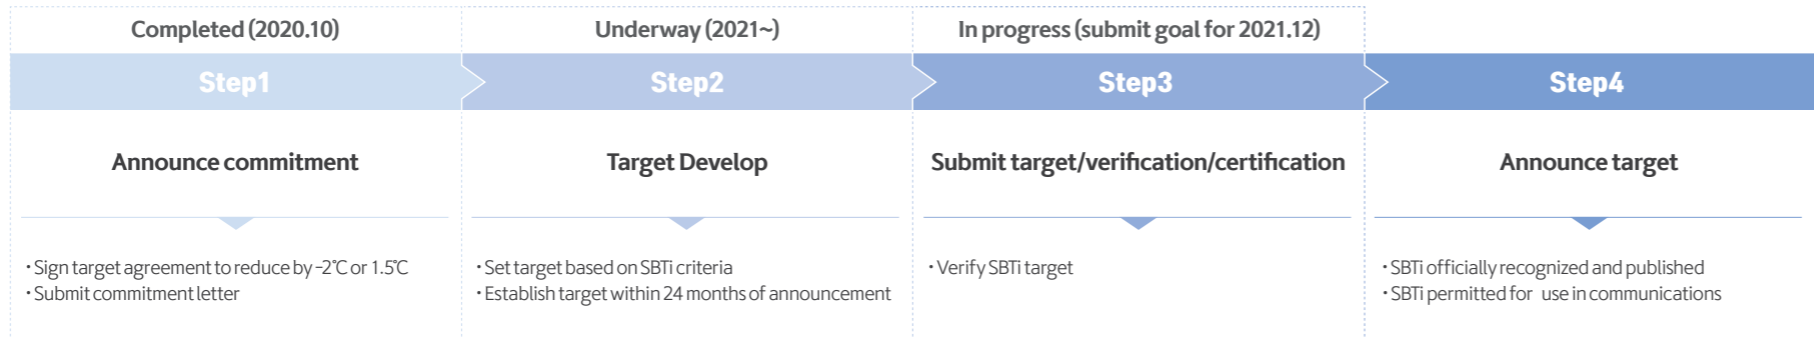 Completed (2020.10)
Underway (2021~)
In progress (submit goal for 2021.12)
Step1
Step2
Step3
Step4
Announce commitment
Target Develop
Submit target/verification/certification
Announce target
· Sign target agreement to reduce by -2℃ or 1.5℃
· Submit commitment letter
· Set target based on SBTi criteria
· Establish target within 24 months of announcement
· Verify SBTi target
· SBTi officially recognized and published
· SBTi permitted for use in communications